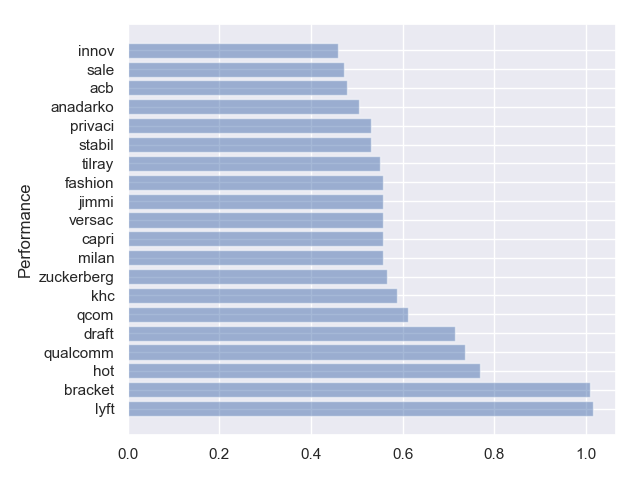 innov
sale
acb
anadarko
privaci
stabil
tilray
fashion
jimmi
versac
capri
milan
zuckerberg
khc
qcom
draft
qualcomm
hot
bracket
lyft
Performance
0.0 0.2 0.4 0.6 0.8 1.0